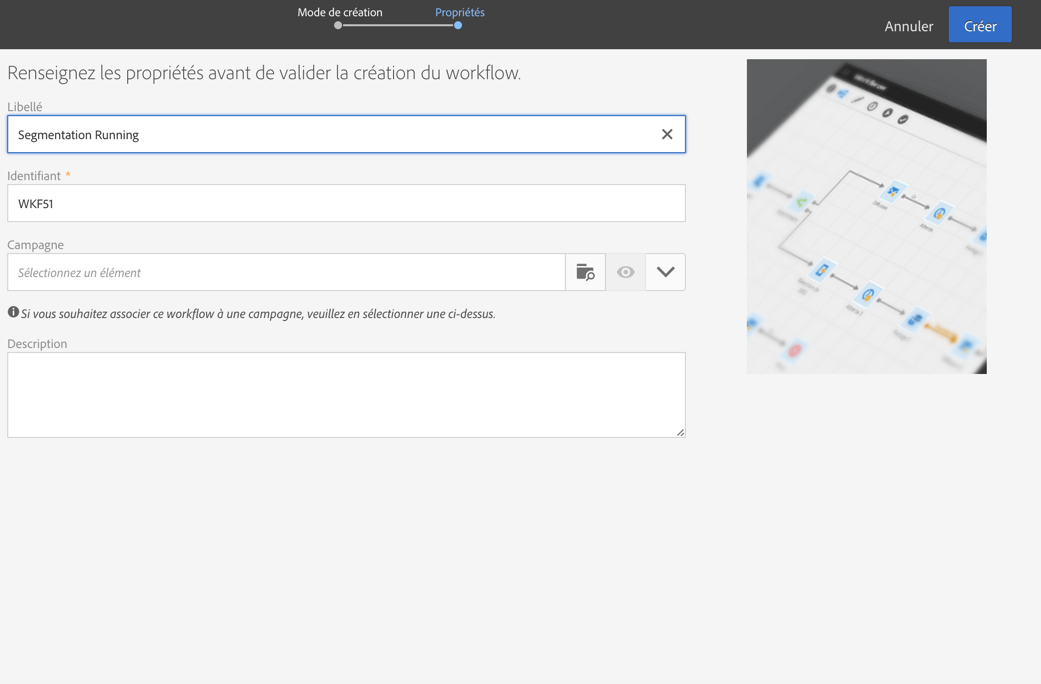 Mode de création
Propriétés
Annuler
Créer
Renseignez les propriétés avant de valider la création du workflow.
Libellé
Segmentation Running
Identifiant *
WKF51
Campagne
Sélectionnez un élément
Si vous souhaitez associer ce workflow à une campagne, veuillez en sélectionner une ci-dessus.
Description